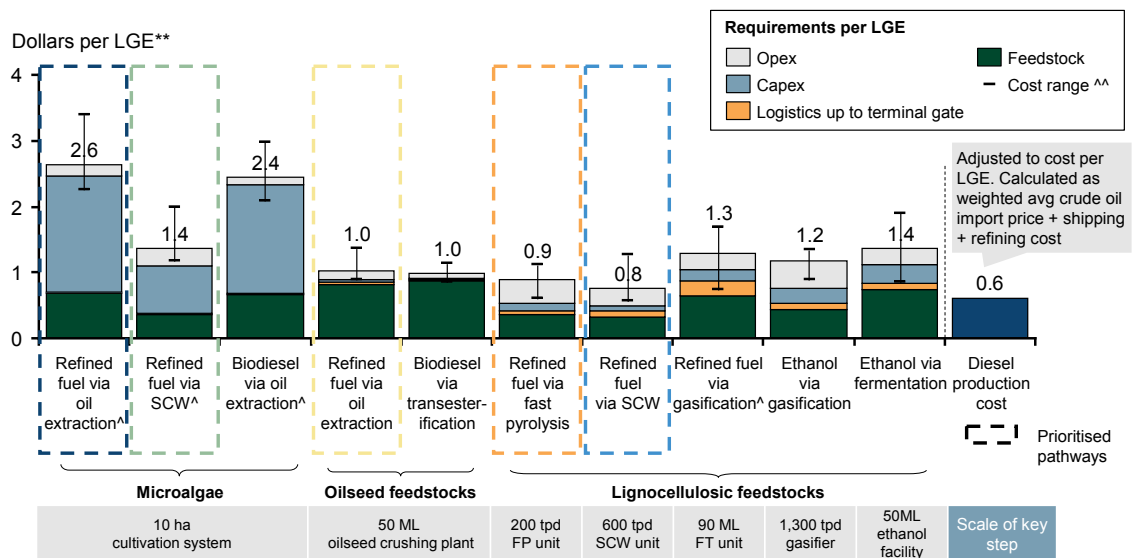 Dollars per LGE**
Requirements per LGE
Opex
Capex
Logistics up to terminal gate
Feedstock
Cost range ^^
4
3
2
1
0
2.6
1.4
2.4
1.0
1.0
0.9
0.8
1.3
1.2
1.4
0.6
Adjusted to cost per
LGE. Calculated as
weighted avg crude oil
import price + shipping
+ refining cost
Refined
fuel via
oil
extraction^
Refined
fuel via
SCW^
Biodiesel
via oil
extraction^
Refined
fuel via
oil
extraction
Biodiesel
via
transester-
ification
Refined
fuel via
fast
pyrolysis
Refined
fuel
via SCW
Refined fuel
via
gasification^
Ethanol
via
gasification
Ethanol via
fermentation
Diesel
production
cost
Prioritised
pathways
Microalgae
Oilseed feedstocks
Lignocellulosic feedstocks
10 ha
cultivation system
50 ML
oilseed crushing plant
200 tpd
FP unit
600 tpd
SCW unit
90 ML
FT unit
1,300 tpd
gasifier
50ML
ethanol
facility
Scale of key
step